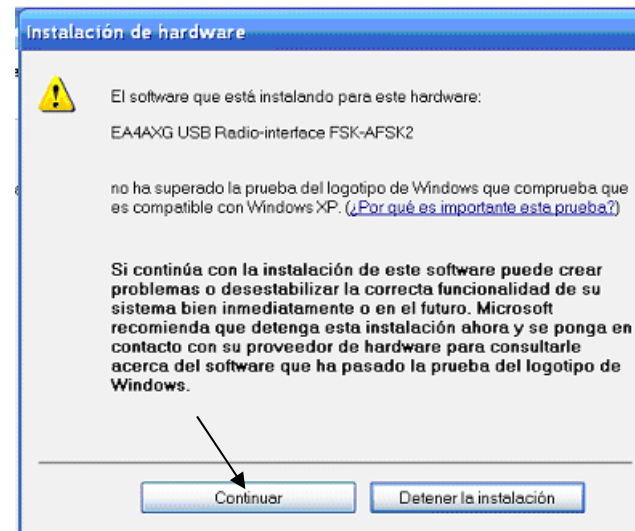 Instalación de hardware
El software que está instalando para este hardware:
EA4AXG USB Radio-interface FSK-AFSK2
no ha superado la prueba del logotipo de Windows que comprueba que
es compatible con Windows XP. (¿Por qué es importante esta prueba?)
Si continúa con la instalación de este software puede crear
problemas o desestabilizar la correcta funcionalidad de su
sistema bien inmediatamente o en el futuro. Microsoft
recomienda que detenga esta instalación ahora y se ponga en
contacto con su proveedor de hardware para consultarle
acerca del software que ha pasado la prueba del logotipo de
Windows.
Continuar
Detener la instalación